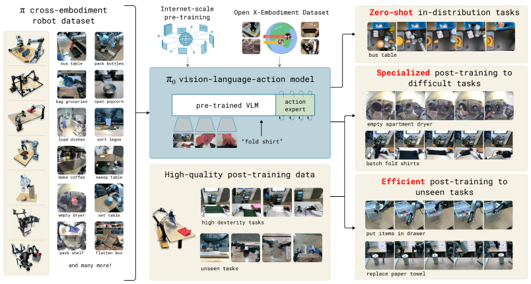 π cross-embodiment
robot dataset
bus table
pack bottles
bag groceries
open popcorn
load dishes
sort legos
make coffee
sweep table
empty dryer
set table
pack shelf
flatten box
and many more!
Internet-scale
pre-training
Open X-Embodiment Dataset
π₀ vision-language-action model
pre-trained VLM
action
expert
"fold shirt"
High-quality post-training data
high dexterity tasks
unseen tasks
Zero-shot in-distribution tasks
bus table
Specialized post-training to
difficult tasks
empty apartment dryer
batch fold shirts
Efficient post-training to
unseen tasks
put items in drawer
replace paper towel